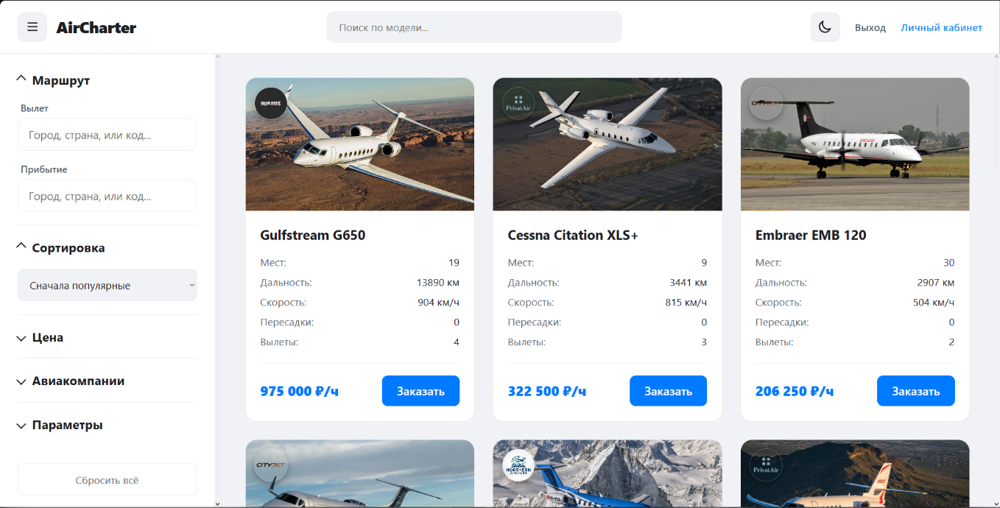 AirCharter
Поиск по модели...
Выход
Личный кабинет
Маршрут
Вылет
Город, страна, или код...
Прибытие
Город, страна, или код...
Сортировка
Сначала популярные
Цена
Авиакомпании
Параметры
Сбросить всё
NONAME
Gulfstream G650
Мест: 19
Дальность: 13890 км
Скорость: 904 км/ч
Пересадки: 0
Вылеты: 4
975 000 ₽/ч Заказать
PrivatAir
Cessna Citation XLS+
Мест: 9
Дальность: 3441 км
Скорость: 815 км/ч
Пересадки: 0
Вылеты: 3
322 500 ₽/ч Заказать
CITYJET
Embraer EMB 120
Мест: 30
Дальность: 2907 км
Скорость: 504 км/ч
Пересадки: 0
Вылеты: 2
206 250 ₽/ч Заказать
CITYJET
NORTHERN
PrivatAir